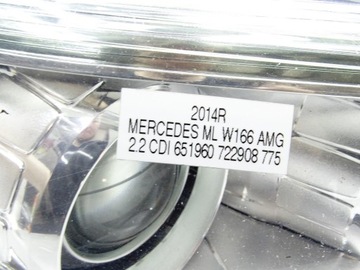 2014R
MERCEDES ML W166 AMG
2.2 CDI 651960 722908 775